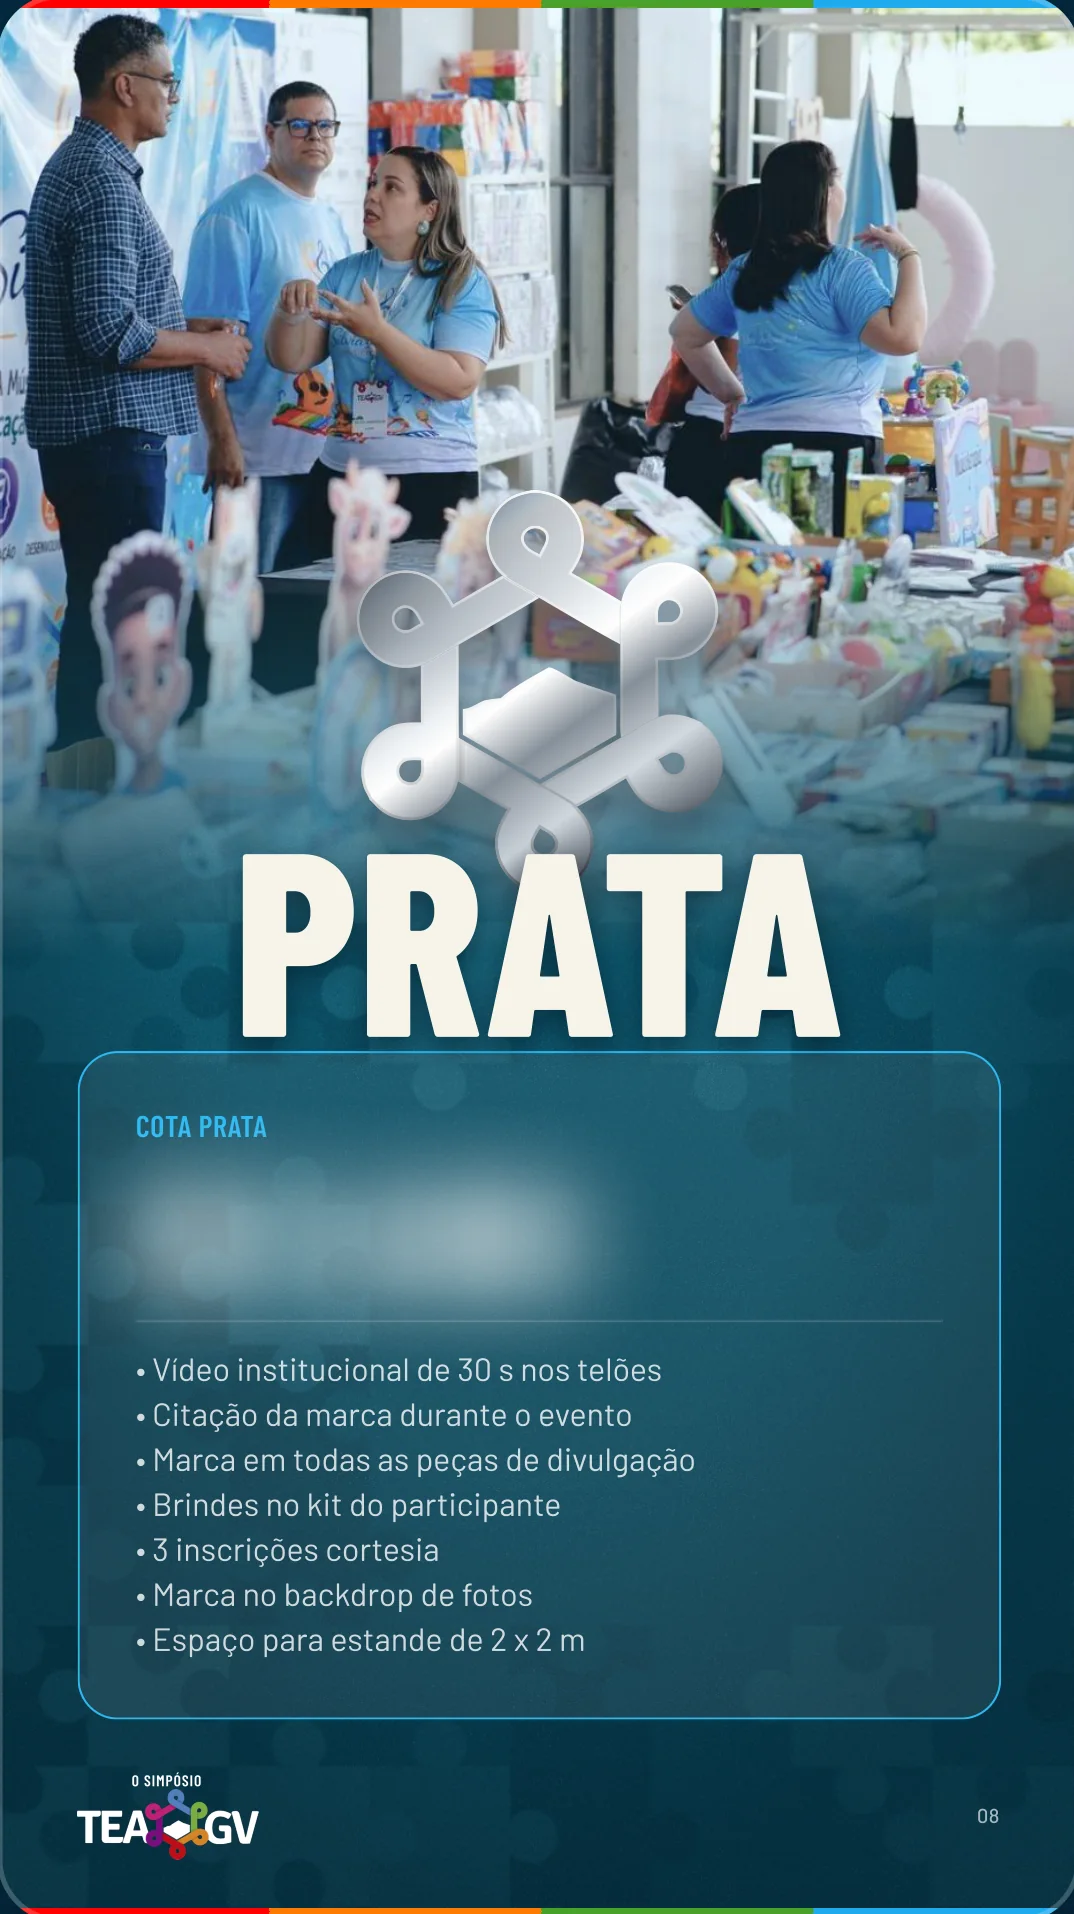 TEA GV
PRATA
COTA PRATA
• Vídeo institucional de 30 s nos telões
• Citação da marca durante o evento
• Marca em todas as peças de divulgação
• Brindes no kit do participante
• 3 inscrições cortesia
• Marca no backdrop de fotos
• Espaço para estande de 2 x 2 m
O SIMPÓSIO
TEA GV
08